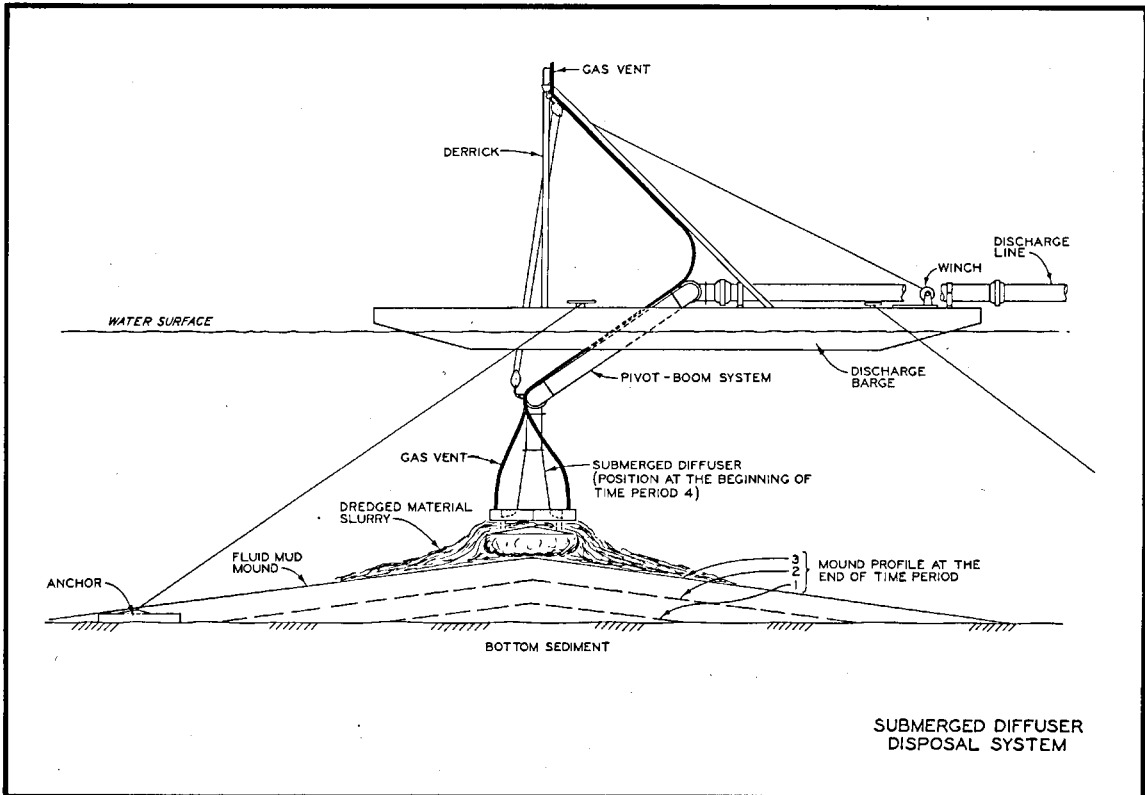 GAS VENT
DERRICK
DISCHARGE
LINE
WINCH
WATER SURFACE
DISCHARGE
BARGE
PIVOT-BOOM SYSTEM
GAS VENT
SUBMERGED DIFFUSER
(POSITION AT THE BEGINNING OF
TIME PERIOD 4)
DREDGED MATERIAL
SLURRY
FLUID MUD
MOUND
3
2
1
MOUND PROFILE AT THE
END OF TIME PERIOD
ANCHOR
BOTTOM SEDIMENT
SUBMERGED DIFFUSER
DISPOSAL SYSTEM